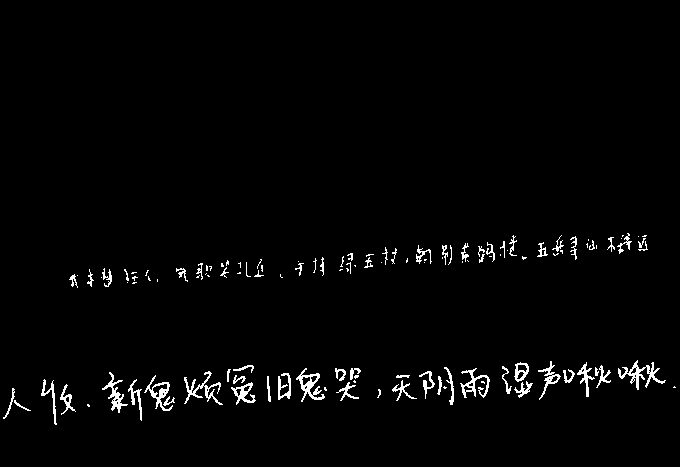 我本楚狂人,凤歌笑孔丘、手持绿玉杖,朝别黄鹤楼。五岳寻仙不辞远
人收.新鬼烦冤旧鬼哭,天阴雨湿声啾啾.